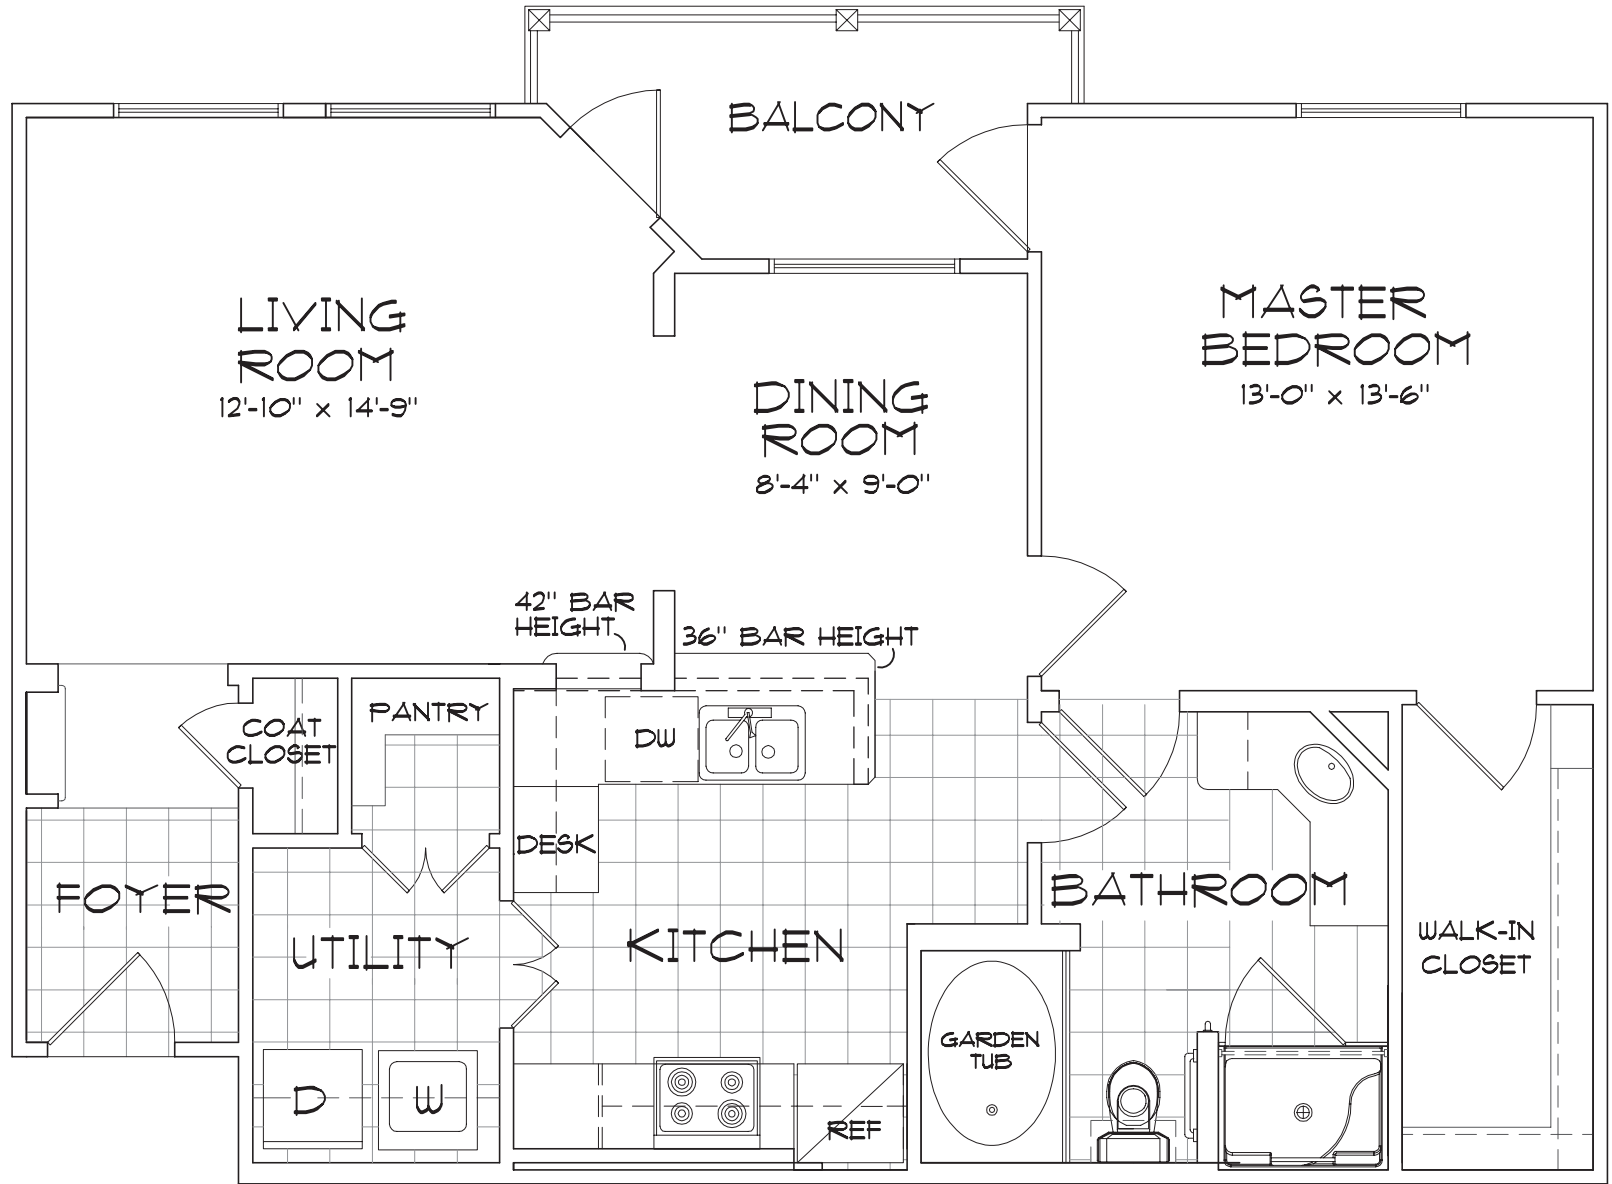 BALCONY
LIVING
ROOM
12'-10" x 14'-9"
MASTER
BEDROOM
13'-0" x 13'-6"
DINING
ROOM
8'-4" x 9'-0"
42" BAR
HEIGHT
36" BAR HEIGHT
COAT
CLOSET
PANTRY
DW
DESK
FOYER
UTILITY
KITCHEN
BATHROOM
WALK-IN
CLOSET
GARDEN
TUB
D
W
REF